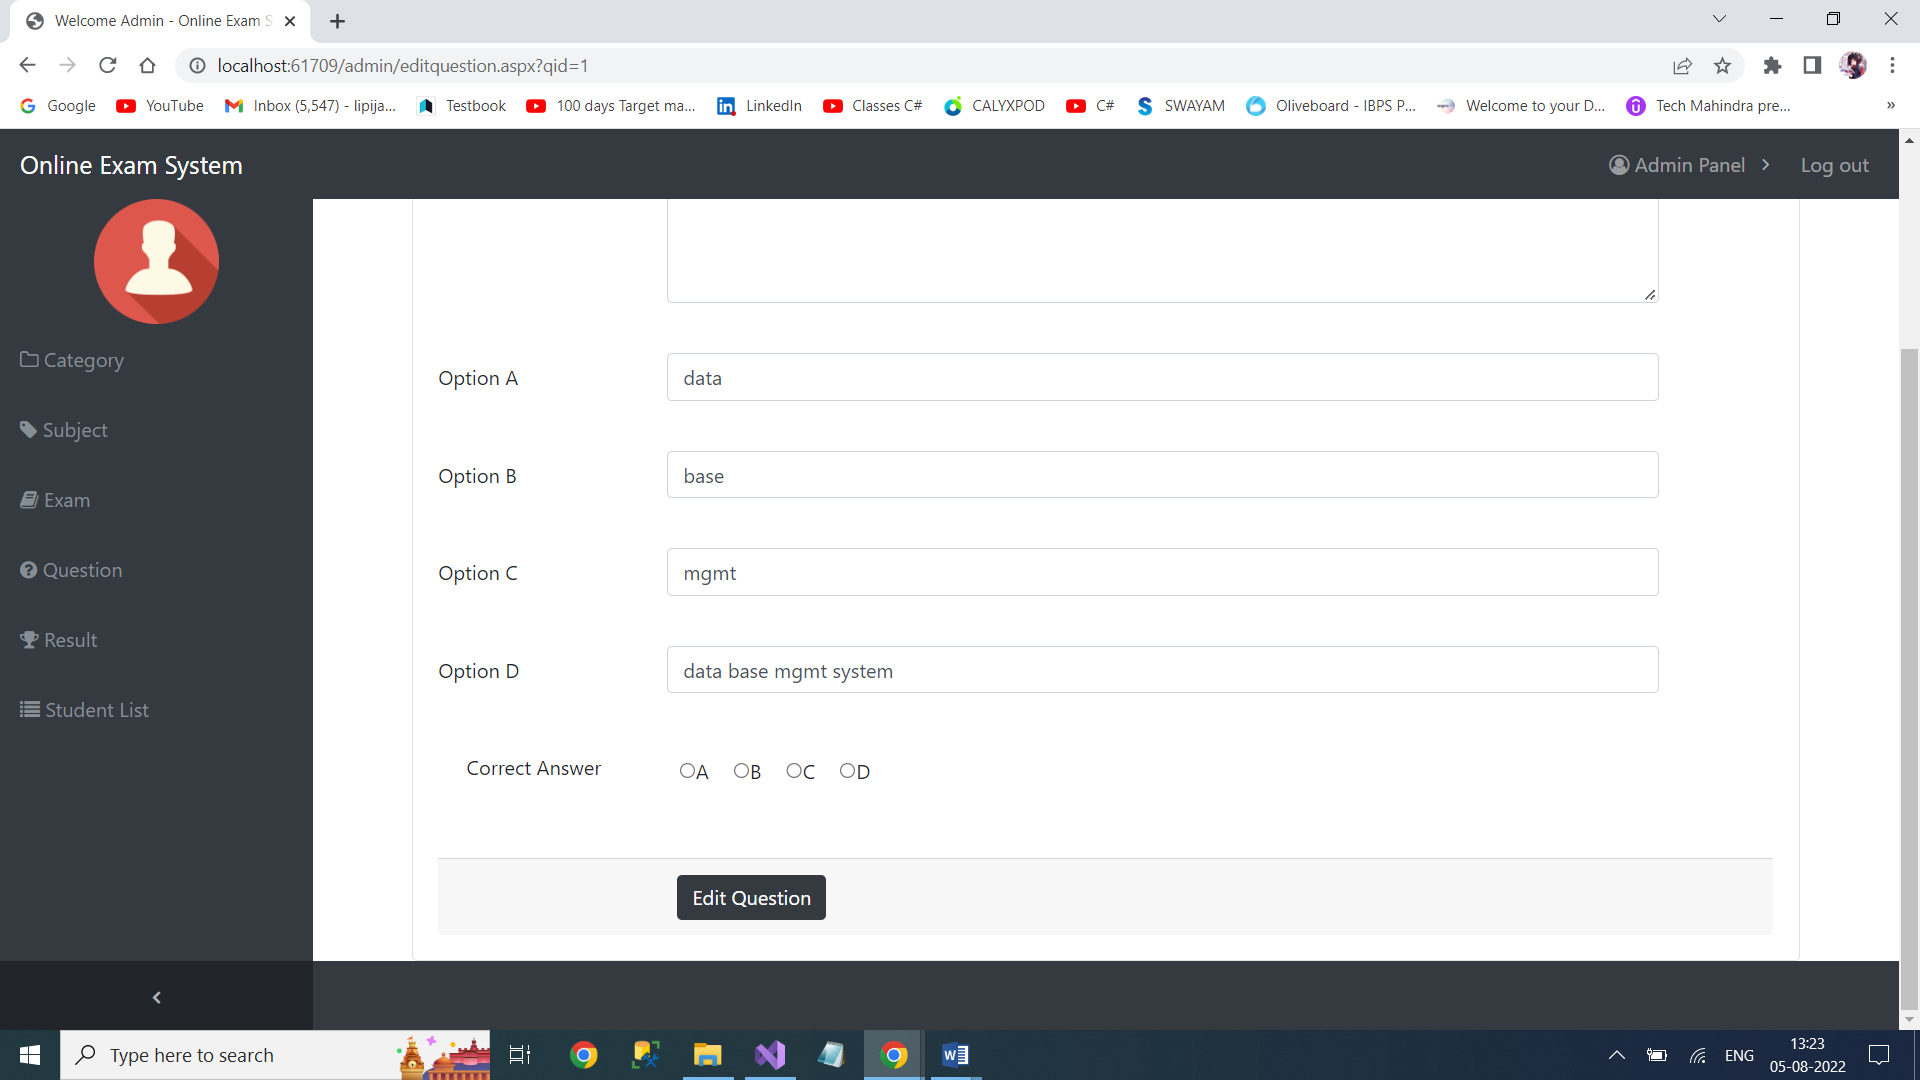 Welcome Admin - Online Exam S
localhost:61709/admin/editquestion.aspx?qid=1
Google YouTube Inbox (5,547) - lipija... Testbook 100 days Target ma... LinkedIn Classes C# CALYXPOD C# SWAYAM Oliveboard - IBPS P... Welcome to your D... Tech Mahindra pre... »
Online Exam System Admin Panel Log out
Category
Subject
Exam
Question
Result
Student List
Option A data
Option B base
Option C mgmt
Option D data base mgmt system
Correct Answer A B C D
Edit Question
Type here to search
ENG
13:23
05-08-2022